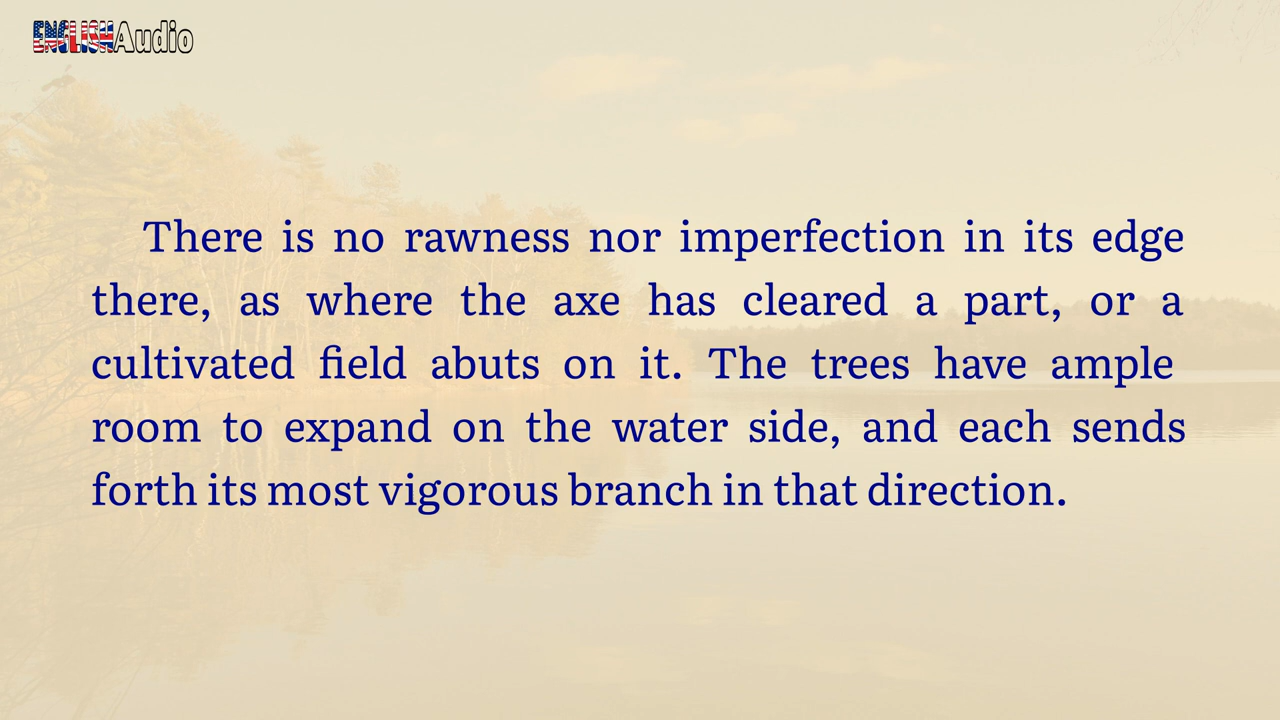 ENGLISHAudio
There is no rawness nor imperfection in its edge
there, as where the axe has cleared a part, or a
cultivated field abuts on it. The trees have ample
room to expand on the water side, and each sends
forth its most vigorous branch in that direction.